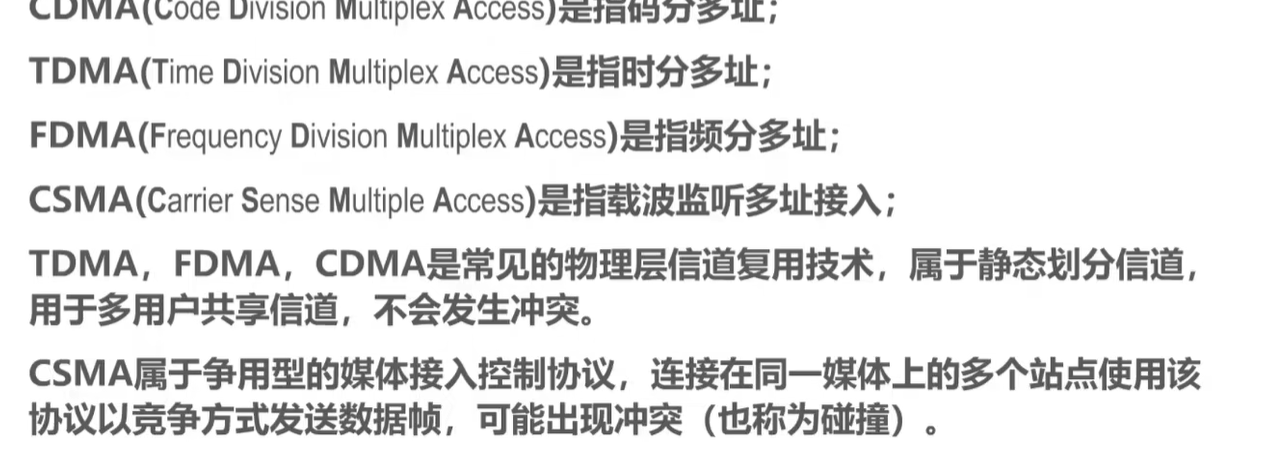 CDMA(Code Division Multiplex Access)是指码分多址；
TDMA(Time Division Multiplex Access)是指时分多址；
FDMA(Frequency Division Multiplex Access)是指频分多址；
CSMA(Carrier Sense Multiple Access)是指载波监听多址接入；
TDMA，FDMA，CDMA是常见的物理层信道复用技术，属于静态划分信道，
用于多用户共享信道，不会发生冲突。
CSMA属于争用型的媒体接入控制协议，连接在同一媒体上的多个站点使用该
协议以竞争方式发送数据帧，可能出现冲突（也称为碰撞）。